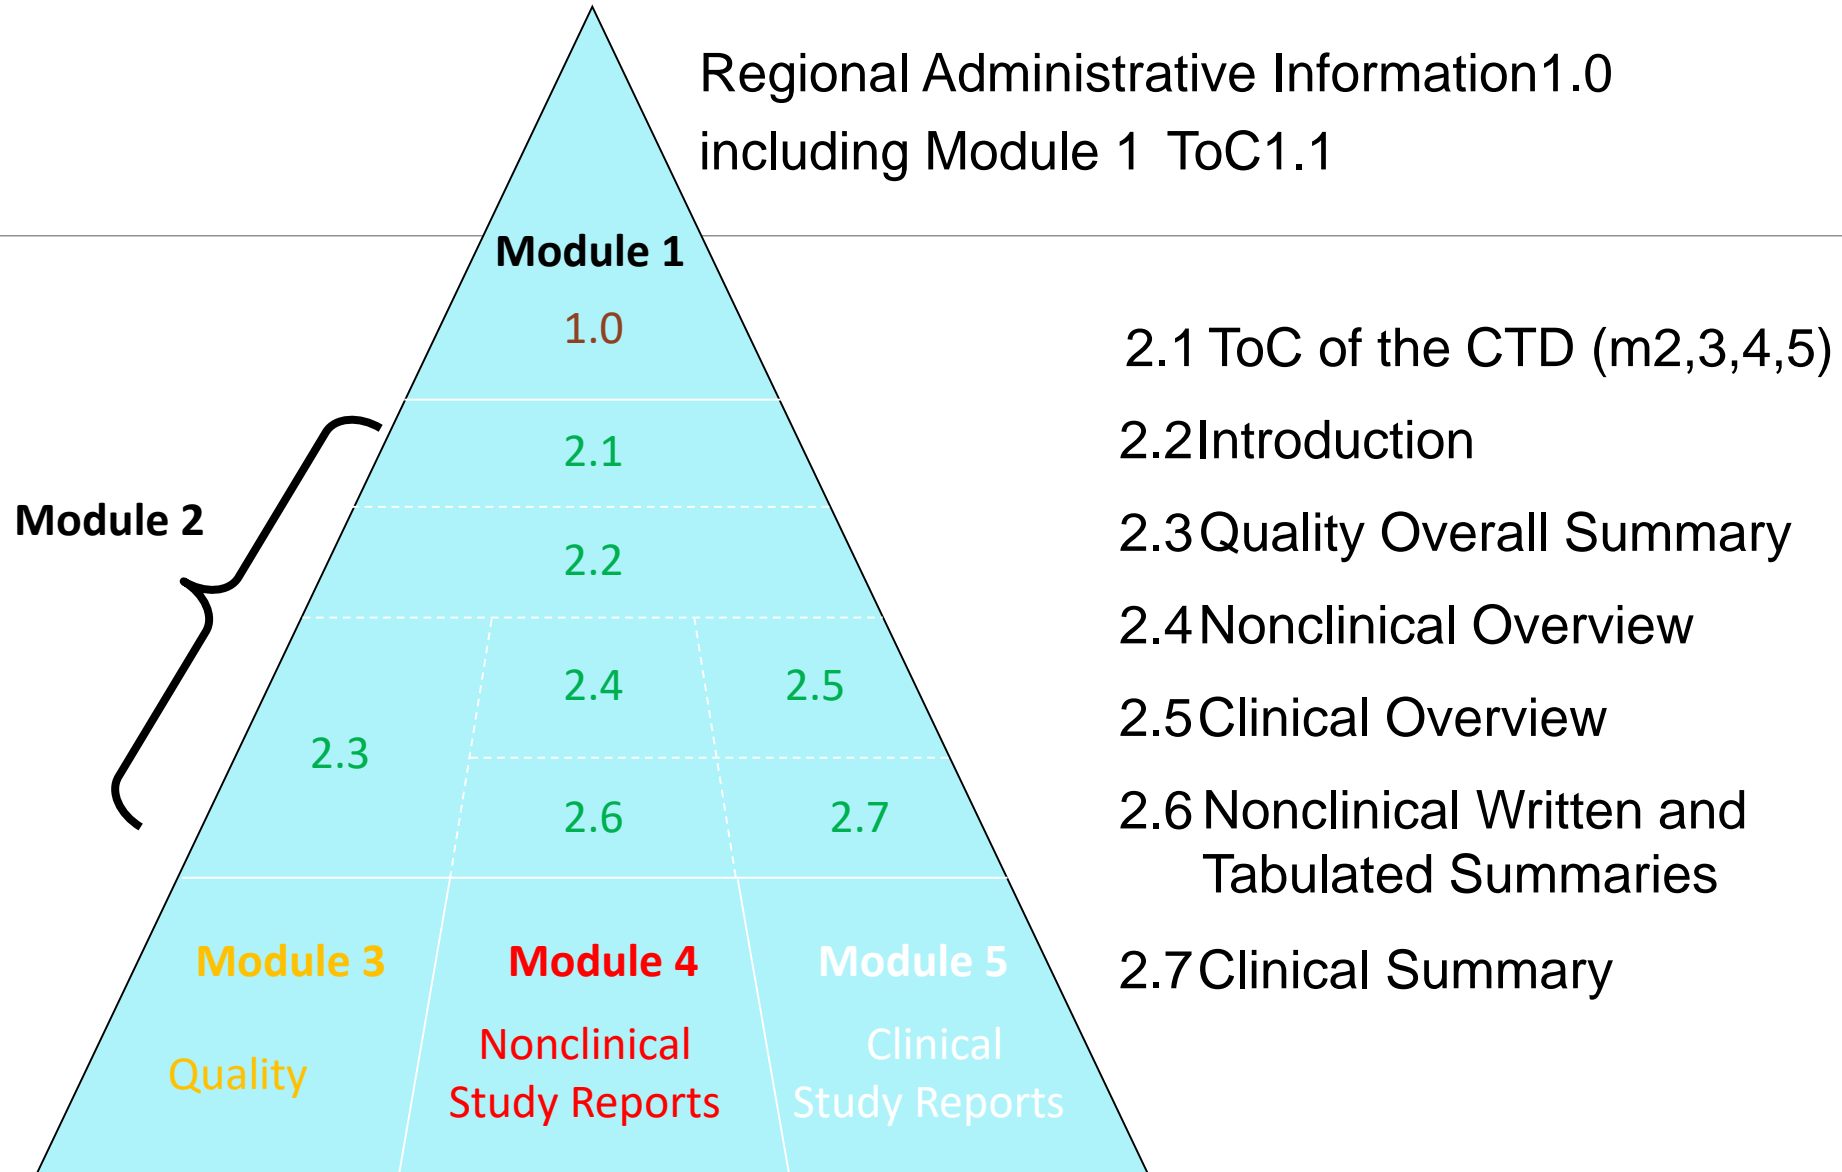 Regional Administrative Information1.0
including Module 1 ToC1.1
Module 1
1.0
2.1
Module 2
2.2
2.4
2.5
2.3
2.6
2.7
Module 3
Quality
Module 4
Nonclinical
Study Reports
Module 5
Clinical
Study Reports
2.1 ToC of the CTD (m2,3,4,5)
2.2Introduction
2.3Quality Overall Summary
2.4Nonclinical Overview
2.5Clinical Overview
2.6 Nonclinical Written and
Tabulated Summaries
2.7Clinical Summary